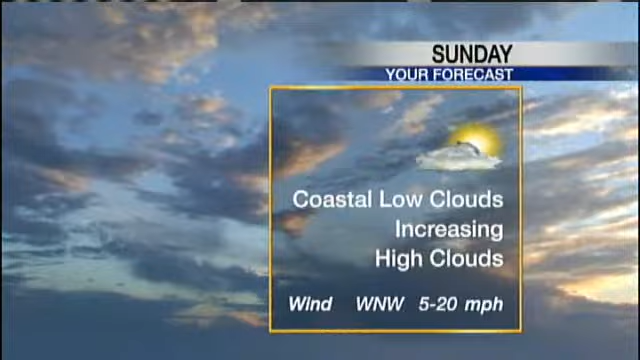 SUNDAY
YOUR FORECAST
Coastal Low Clouds
Increasing
High Clouds
Wind WNW 5-20 mph